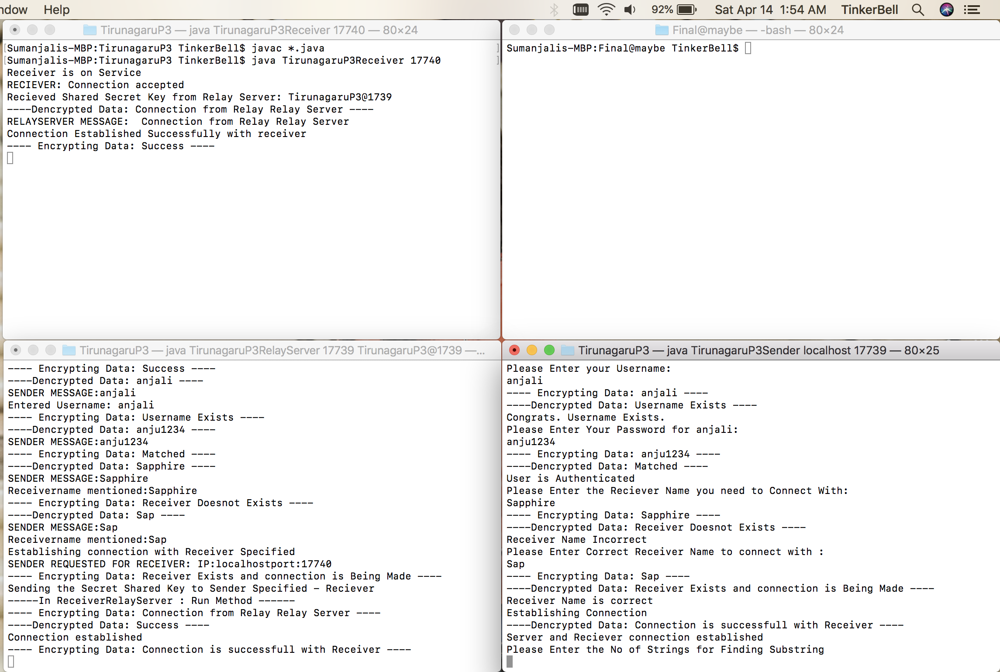 ndow Help 92% Sat Apr 14 1:54 AM TinkerBell
TirunagaruP3 — java TirunagaruP3Receiver 17740 — 80×24
[Sumanjalis-MBP:TirunagaruP3 TinkerBell$ javac *.java ]
[Sumanjalis-MBP:TirunagaruP3 TinkerBell$ java TirunagaruP3Receiver 17740 ]
Receiver is on Service
RECIEVER: Connection accepted
Recieved Shared Secret Key from Relay Server: TirunagaruP3@1739
----Dencrypted Data: Connection from Relay Relay Server ----
RELAYSERVER MESSAGE:  Connection from Relay Relay Server
Connection Established Successfully with receiver
---- Encrypting Data: Success ----
Final@maybe — -bash — 80×24
Sumanjalis-MBP:Final@maybe TinkerBell$
TirunagaruP3 — java TirunagaruP3RelayServer 17739 TirunagaruP3@1739 —...
---- Encrypting Data: Success ----
----Dencrypted Data: anjali ----
SENDER MESSAGE:anjali
Entered Username: anjali
---- Encrypting Data: Username Exists ----
----Dencrypted Data: anju1234 ----
SENDER MESSAGE:anju1234
---- Encrypting Data: Matched ----
----Dencrypted Data: Sapphire ----
SENDER MESSAGE:Sapphire
Receivername mentioned:Sapphire
---- Encrypting Data: Receiver Doesnot Exists ----
----Dencrypted Data: Sap ----
SENDER MESSAGE:Sap
Receivername mentioned:Sap
Establishing connection with Receiver Specified
SENDER REQUESTED FOR RECEIVER: IP:localhostport:17740
---- Encrypting Data: Receiver Exists and connection is Being Made ----
Sending the Secret Shared Key to Sender Specified - Reciever
-----In ReceiverRelayServer : Run Method ------
---- Encrypting Data: Connection from Relay Relay Server ----
----Dencrypted Data: Success ----
Connection established
---- Encrypting Data: Connection is successfull with Receiver ----
TirunagaruP3 — java TirunagaruP3Sender localhost 17739 — 80×25
Please Enter your Username:
anjali
---- Encrypting Data: anjali ----
----Dencrypted Data: Username Exists ----
Congrats. Username Exists.
Please Enter Your Password for anjali:
anju1234
---- Encrypting Data: anju1234 ----
----Dencrypted Data: Matched ----
User is Authenticated
Please Enter the Reciever Name you need to Connect With:
Sapphire
---- Encrypting Data: Sapphire ----
----Dencrypted Data: Receiver Doesnot Exists ----
Receiver Name Incorrect
Please Enter Correct Receiver Name to connect with :
Sap
---- Encrypting Data: Sap ----
----Dencrypted Data: Receiver Exists and connection is Being Made ----
Receiver Name is correct
Establishing Connection
----Dencrypted Data: Connection is successfull with Receiver ----
Server and Reciever connection established
Please Enter the No of Strings for Finding Substring